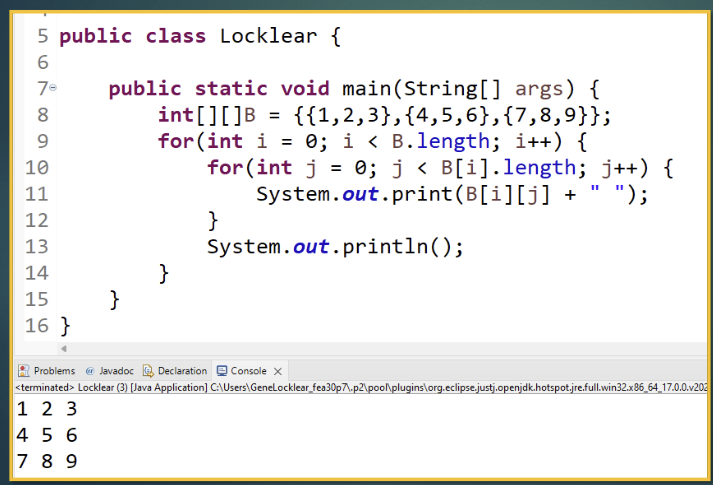 5 public class Locklear {
6
7 public static void main(String[] args) {
8 int[][]B = {{1,2,3},{4,5,6},{7,8,9}};
9 for(int i = 0; i < B.length; i++) {
10 for(int j = 0; j < B[i].length; j++) {
11 System.out.print(B[i][j] + " ");
12 }
13 System.out.println();
14 }
15 }
16 }
Problems @ Javadoc Declaration Console
<terminated> Locklear (3) [Java Application] C:\Users\GeneLocklear_fea30p7\.p2\pool\plugins\org.eclipse.justj.openjdk.hotspot.jre.full.win32.x86_64_17.0.0.v202
1 2 3
4 5 6
7 8 9